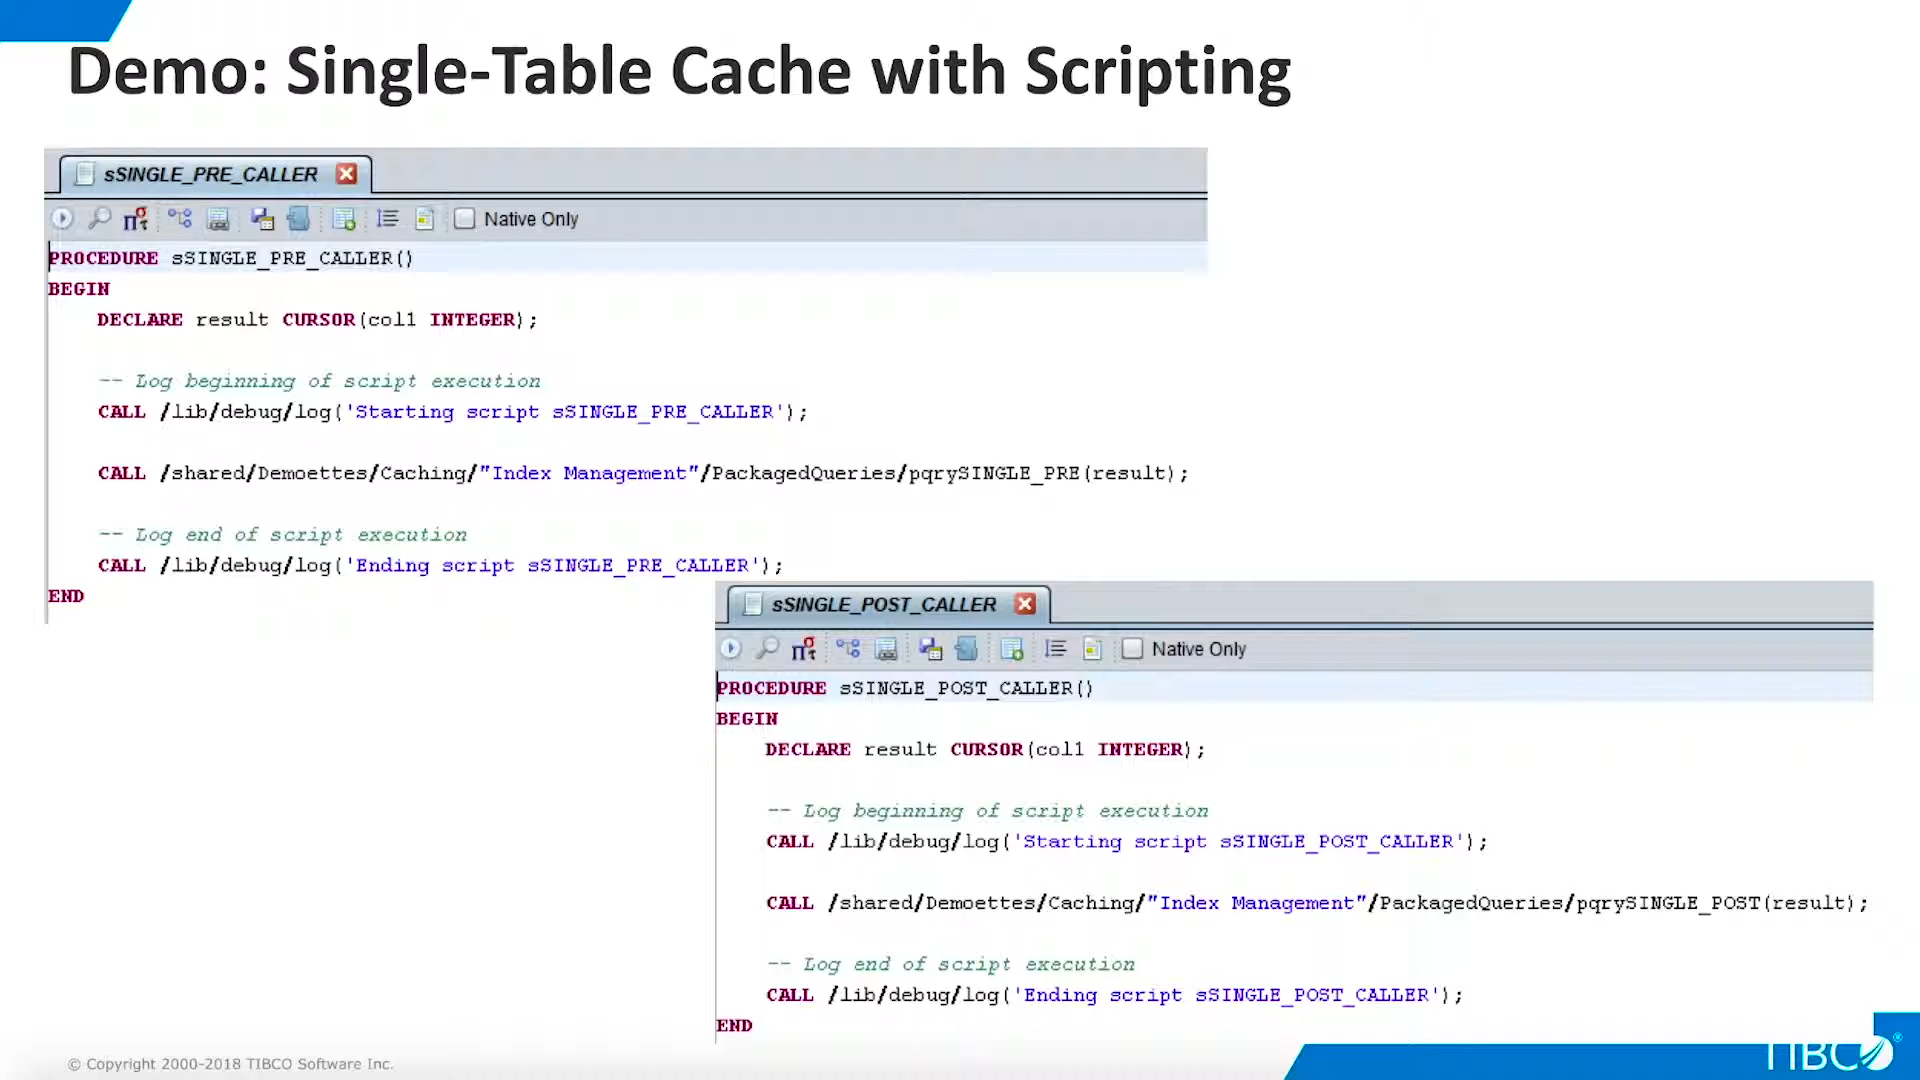 Demo: Single-Table Cache with Scripting
sSINGLE_PRE_CALLER
Native Only
PROCEDURE sSINGLE_PRE_CALLER()
BEGIN
DECLARE result CURSOR(col1 INTEGER);
-- Log beginning of script execution
CALL /lib/debug/log('Starting script sSINGLE_PRE_CALLER');
CALL /shared/Demoettes/Caching/"Index Management"/PackagedQueries/pqrySINGLE_PRE(result);
-- Log end of script execution
CALL /lib/debug/log('Ending script sSINGLE_PRE_CALLER');
END
sSINGLE_POST_CALLER
Native Only
PROCEDURE sSINGLE_POST_CALLER()
BEGIN
DECLARE result CURSOR(col1 INTEGER);
-- Log beginning of script execution
CALL /lib/debug/log('Starting script sSINGLE_POST_CALLER');
CALL /shared/Demoettes/Caching/"Index Management"/PackagedQueries/pqrySINGLE_POST(result);
-- Log end of script execution
CALL /lib/debug/log('Ending script sSINGLE_POST_CALLER');
END
© Copyright 2000-2018 TIBCO Software Inc.
TIBCO®